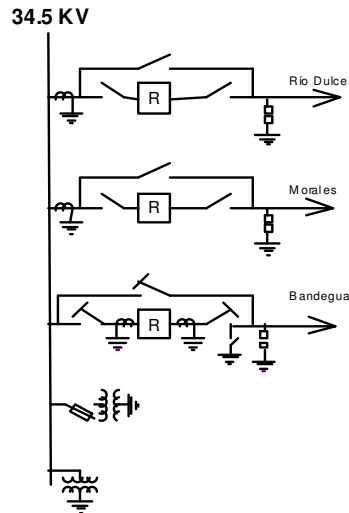 34.5 KV
Río Dulce
R
Morales
R
Bandegua
R